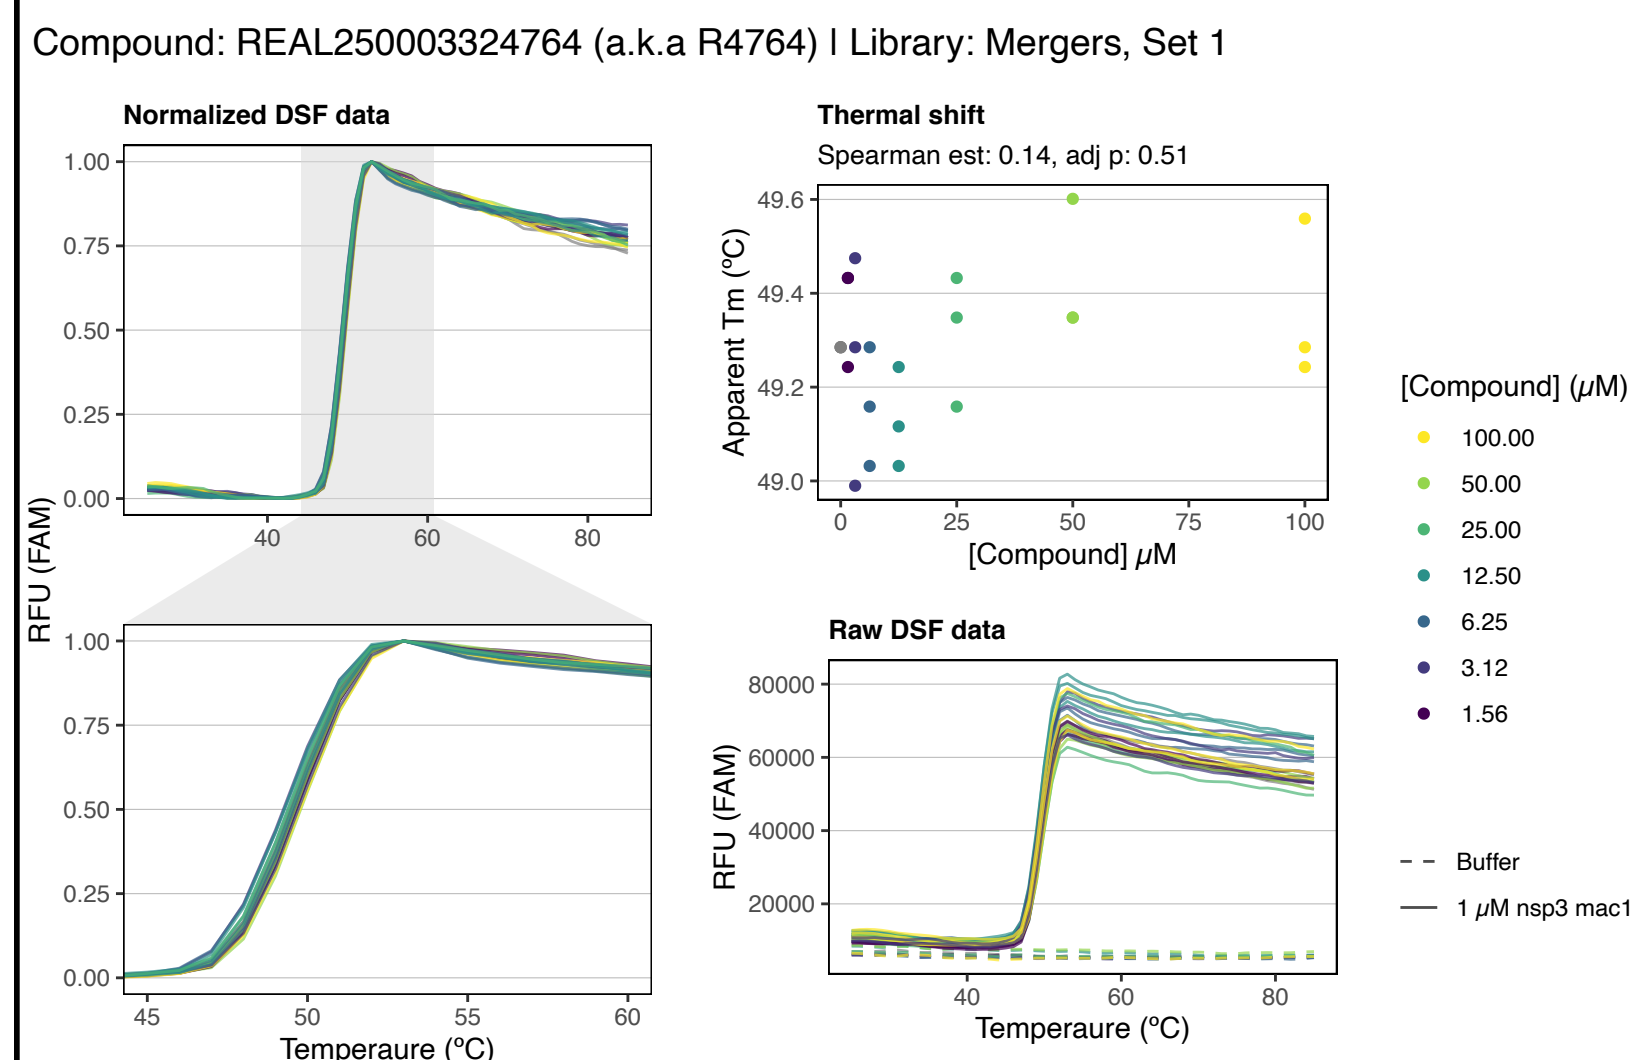 Compound: REAL250003324764 (a.k.a R4764) | Library: Mergers, Set 1
Normalized DSF data
1.00
0.75
0.50
0.25
0.00
40
60
80
RFU (FAM)
1.00
0.75
0.50
0.25
0.00
45
50
55
60
Temperaure (ºC)
Thermal shift
Spearman est: 0.14, adj p: 0.51
49.6
49.4
49.2
49.0
Apparent Tm (ºC)
0
25
50
75
100
[Compound] µM
Raw DSF data
80000
60000
40000
20000
RFU (FAM)
40
60
80
Temperaure (ºC)
[Compound] (µM)
100.00
50.00
25.00
12.50
6.25
3.12
1.56
Buffer
1 µM nsp3 mac1